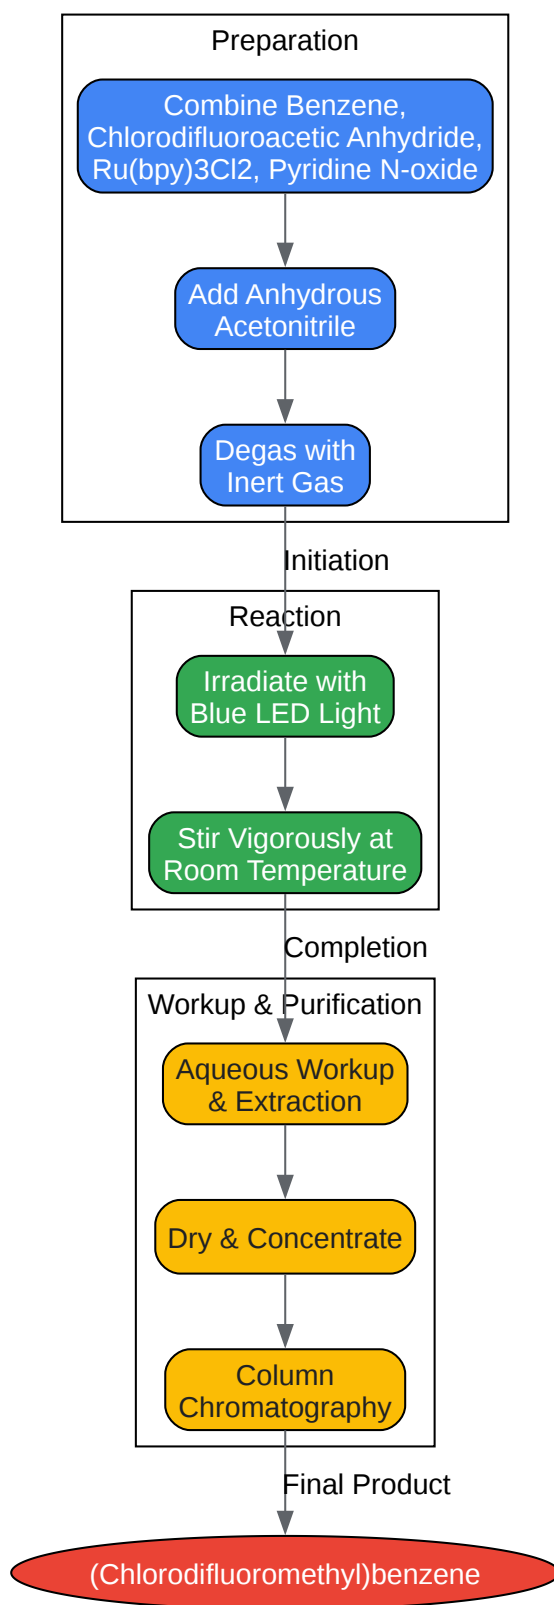 Preparation
Combine Benzene,
Chlorodifluoroacetic Anhydride,
Ru(bpy)3Cl2, Pyridine N-oxide
Add Anhydrous
Acetonitrile
Degas with
Inert Gas
Initiation
Reaction
Irradiate with
Blue LED Light
Stir Vigorously at
Room Temperature
Completion
Workup & Purification
Aqueous Workup
& Extraction
Dry & Concentrate
Column
Chromatography
Final Product
(Chlorodifluoromethyl)benzene